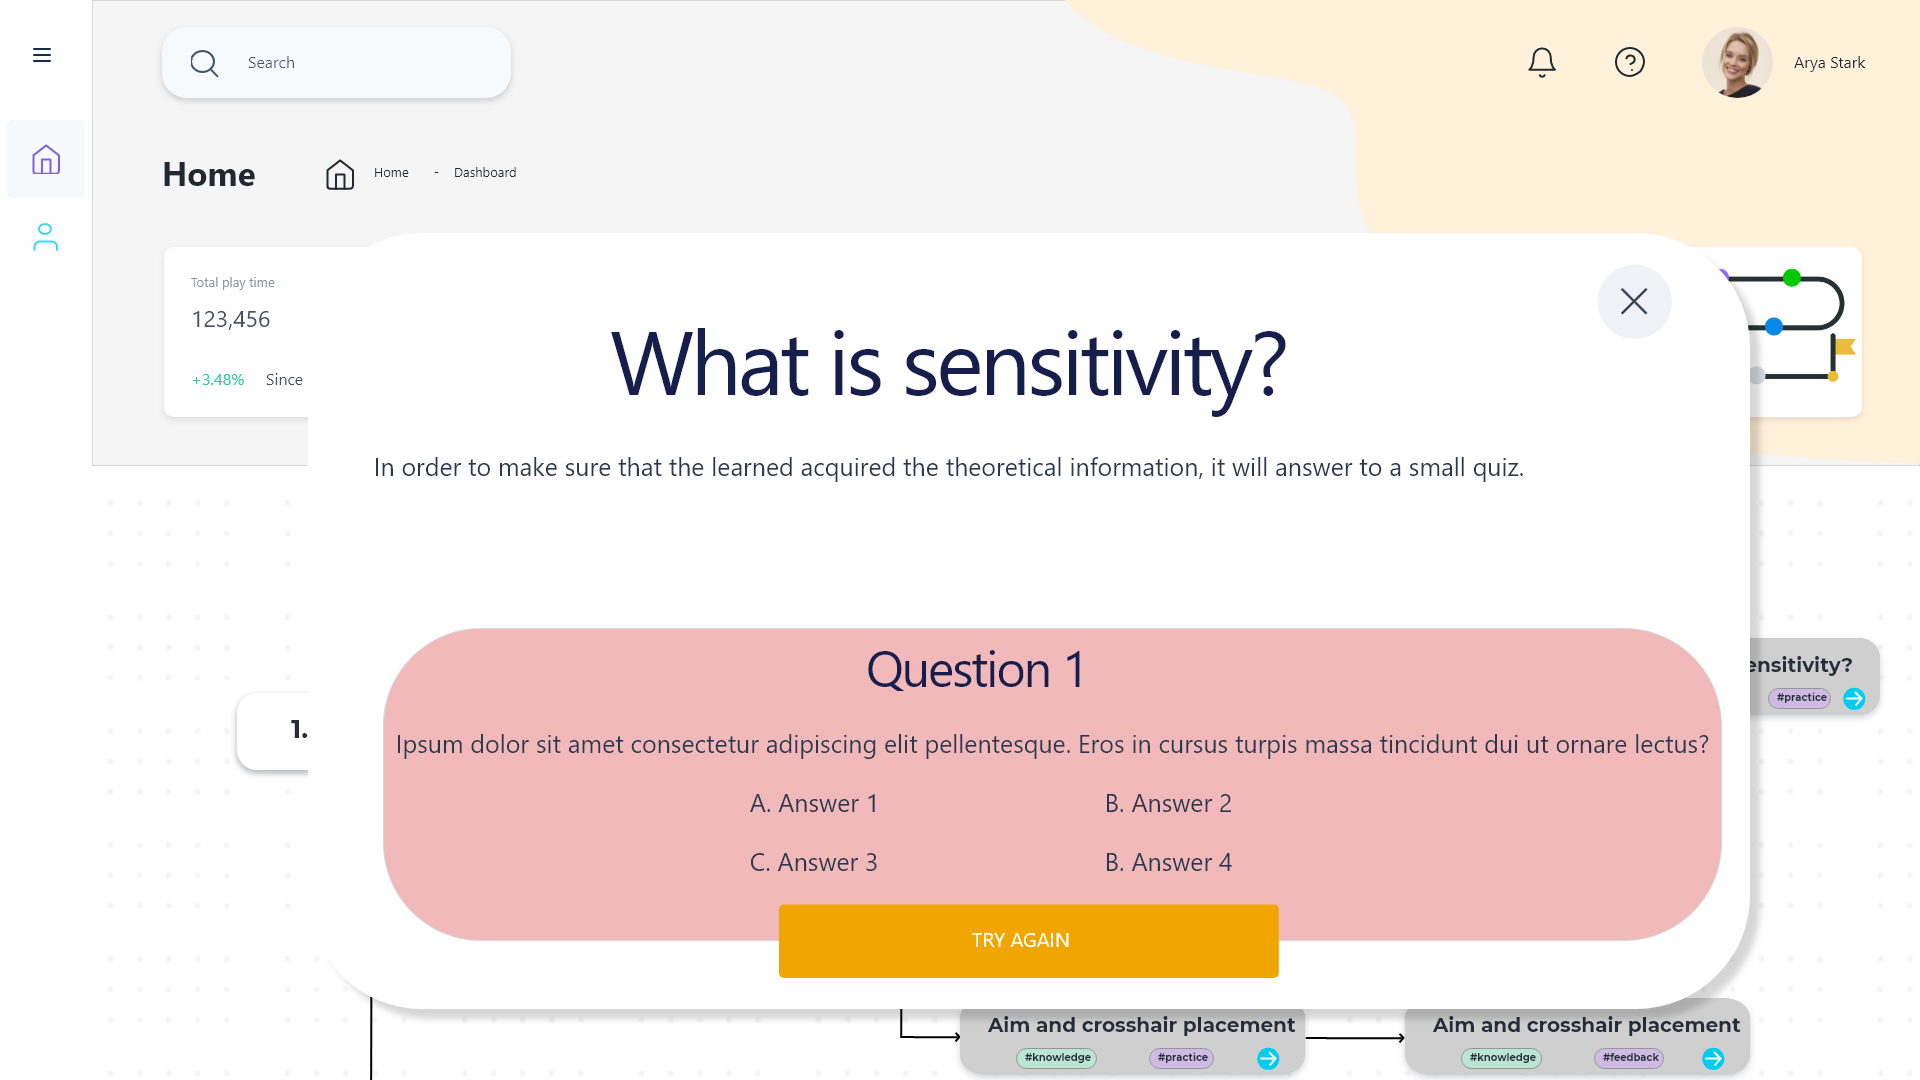 Search
Arya Stark
Home
Home - Dashboard
Total play time
123,456
+3.48% Since
What is sensitivity?
In order to make sure that the learned acquired the theoretical information, it will answer to a small quiz.
Question 1
Ipsum dolor sit amet consectetur adipiscing elit pellentesque. Eros in cursus turpis massa tincidunt dui ut ornare lectus?
A. Answer 1
B. Answer 2
C. Answer 3
B. Answer 4
TRY AGAIN
ensitivity?
#practice
1.
Aim and crosshair placement
#knowledge
#practice
Aim and crosshair placement
#knowledge
#feedback